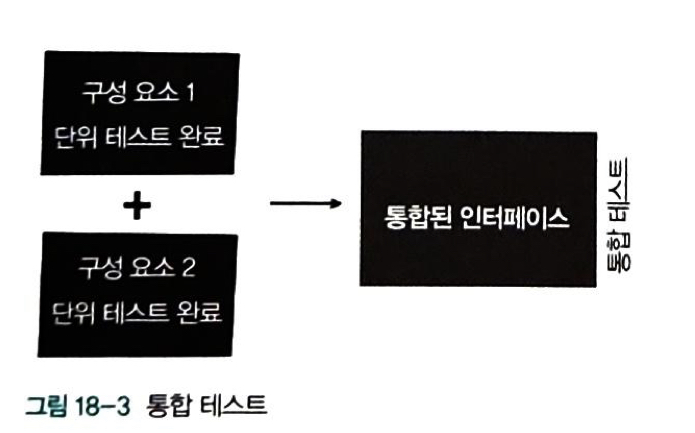 구성 요소 1
단위 테스트 완료
+
구성 요소 2
단위 테스트 완료
통합된 인터페이스
통합 테스트
그림 18-3 통합 테스트